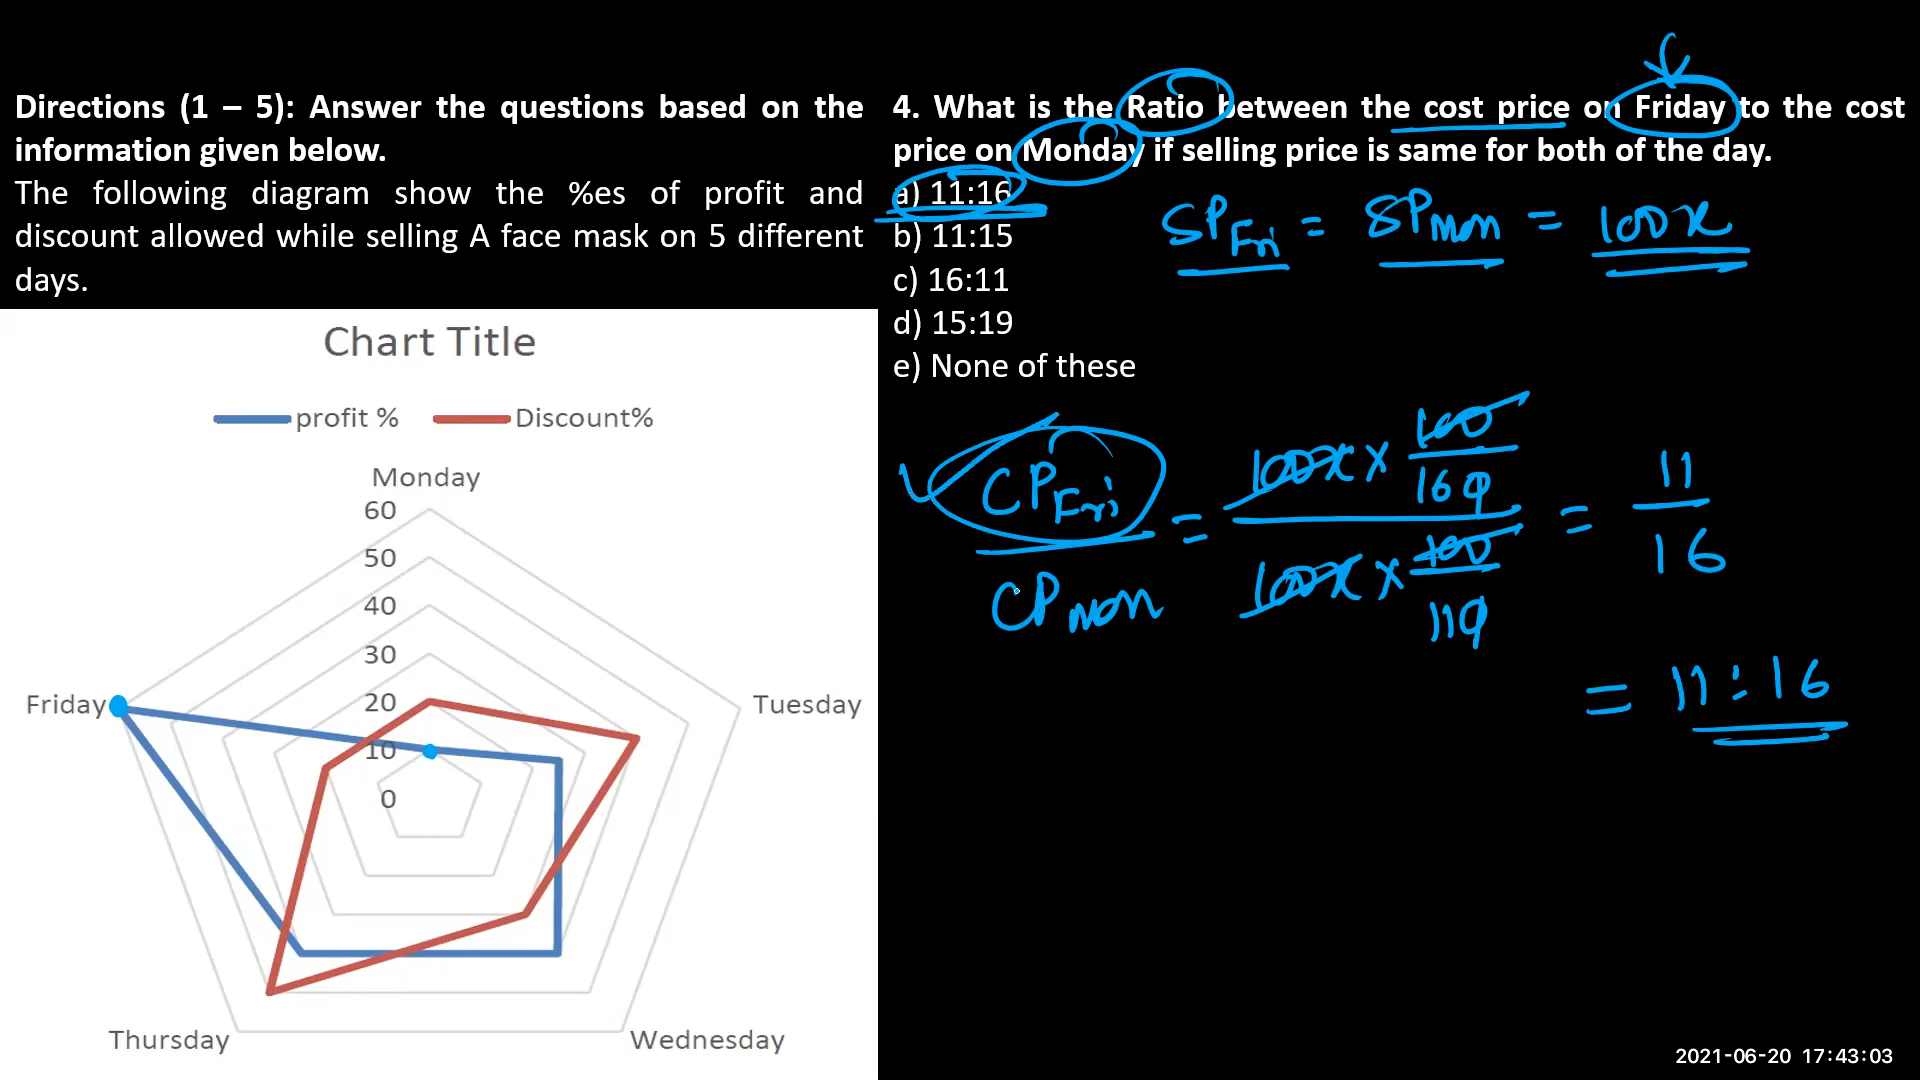 Directions (1 – 5): Answer the questions based on the
information given below.
The following diagram show the %es of profit and
discount allowed while selling A face mask on 5 different
days.
Chart Title
profit %
Discount%
Monday
60
50
40
30
20
10
0
Friday
Tuesday
Thursday
Wednesday
4. What is the Ratio between the cost price on Friday to the cost
price on Monday if selling price is same for both of the day.
a) 11:16
b) 11:15
c) 16:11
d) 15:19
e) None of these
SP Fri = SP Mon = 100x
CP Fri / CP Mon = 100x × 100/160 / 100x × 100/110 = 11/16
= 11:16
2021-06-20 17:43:03